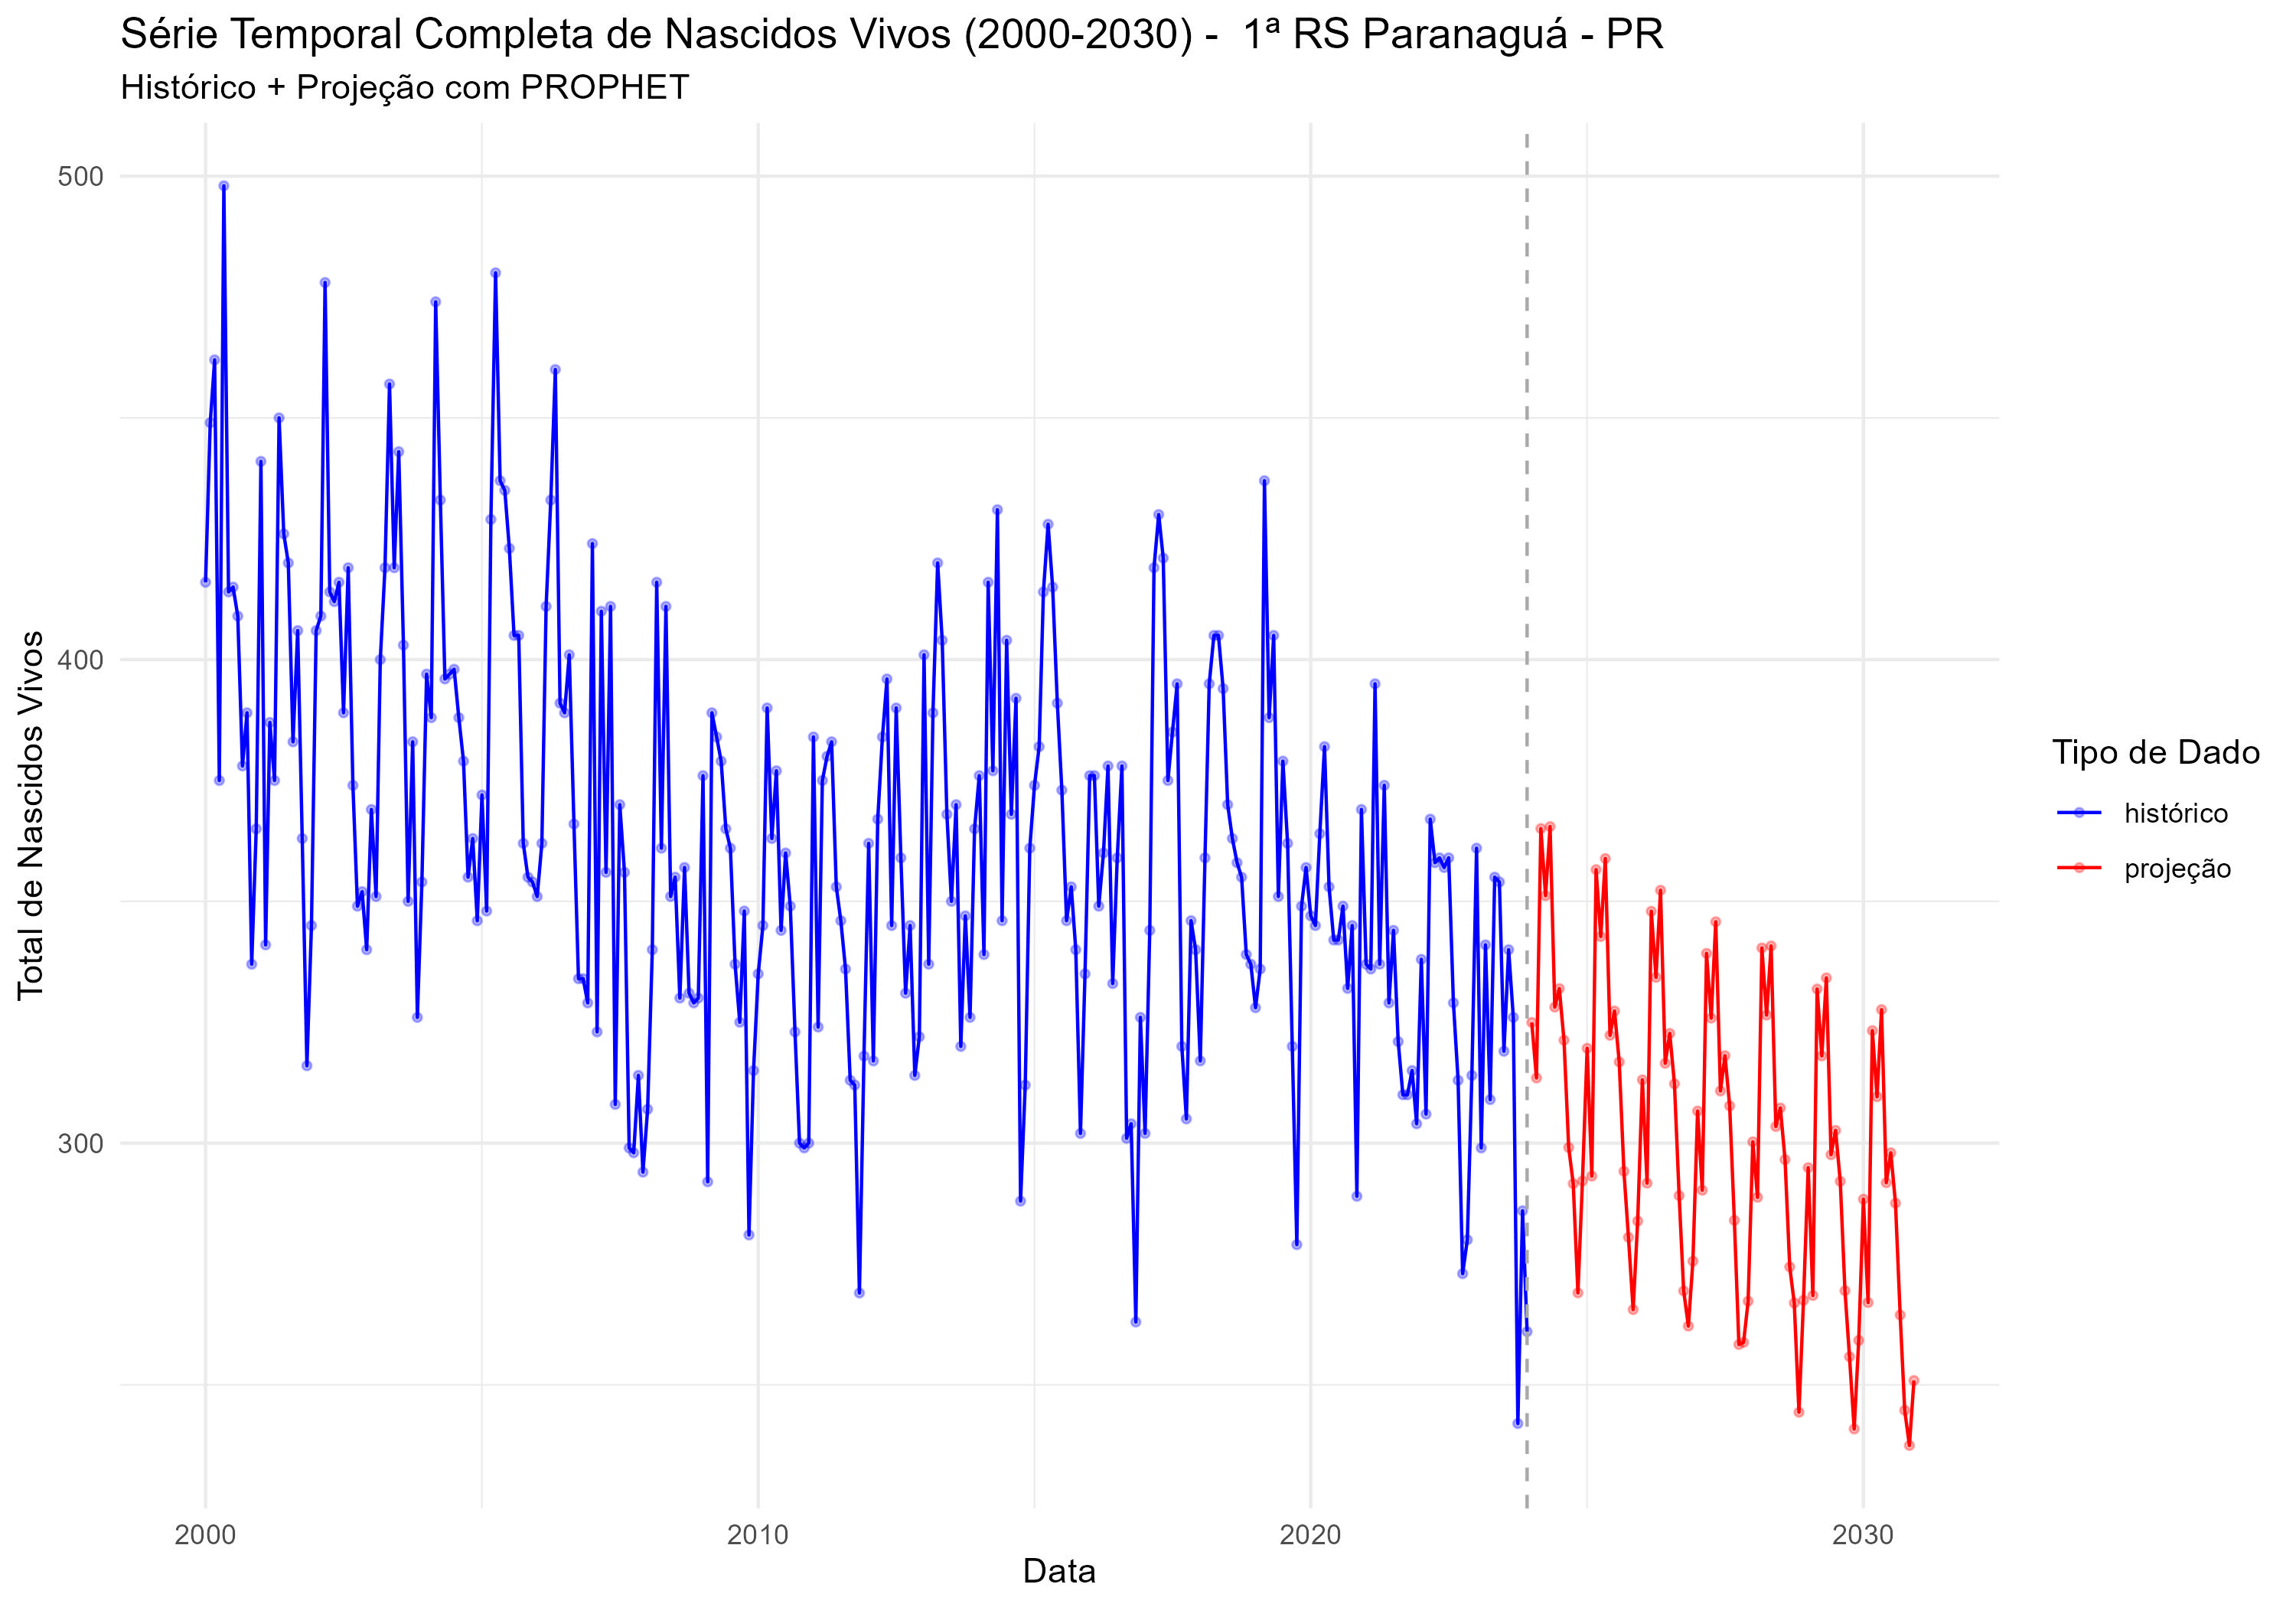 Série Temporal Completa de Nascidos Vivos (2000-2030) -  1ª RS Paranaguá - PR
Histórico + Projeção com PROPHET
Total de Nascidos Vivos
500
400
300
2000
2010
2020
2030
Data
Tipo de Dado
histórico
projeção